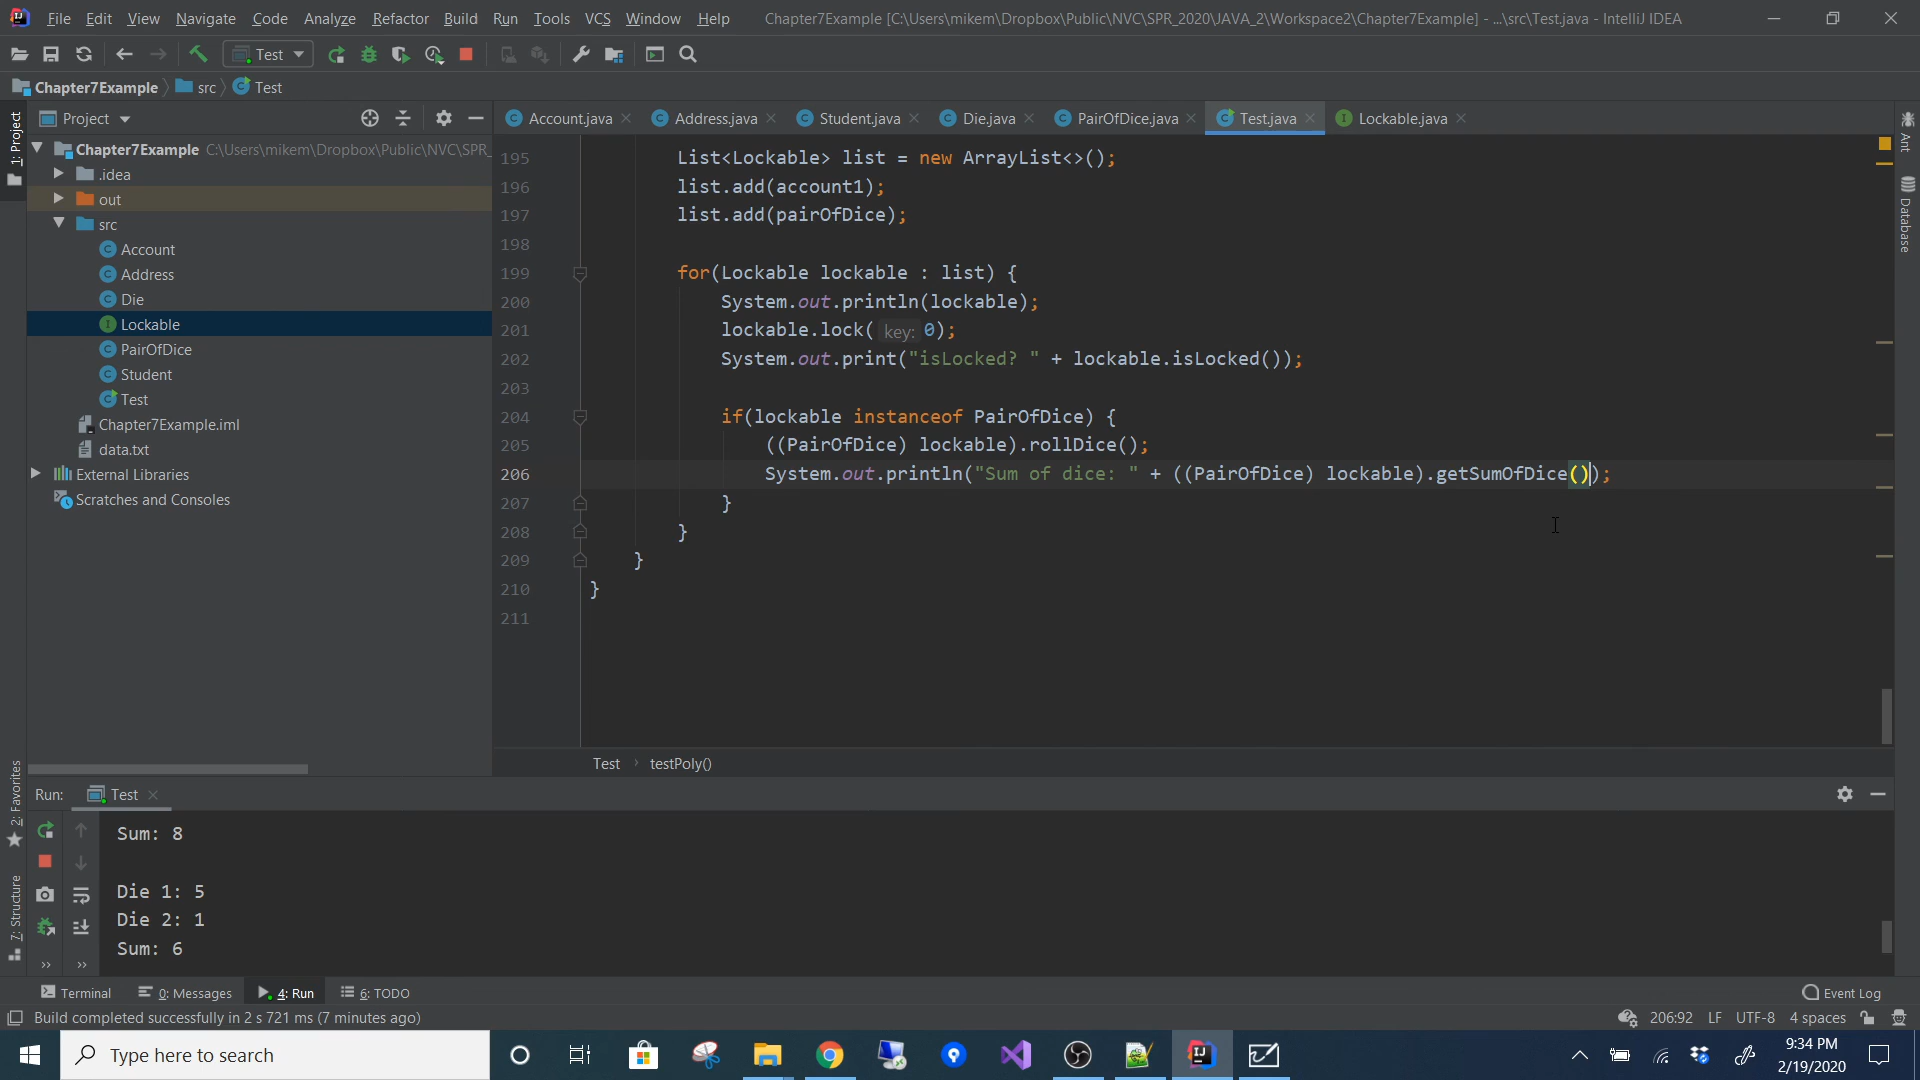 File Edit View Navigate Code Analyze Refactor Build Run Tools VCS Window Help Chapter7Example [C:\Users\mikem\Dropbox\Public\NVC\SPR_2020\JAVA_2\Workspace2\Chapter7Example] - ...\src\Test.java - IntelliJ IDEA
Test
Chapter7Example src Test
1: Project
Project
Account.java Address.java Student.java Die.java PairOfDice.java Test.java Lockable.java
Chapter7Example C:\Users\mikem\Dropbox\Public\NVC\SPR_
.idea
out
src
Account
Address
Die
Lockable
PairOfDice
Student
Test
Chapter7Example.iml
data.txt
External Libraries
Scratches and Consoles
195 List<Lockable> list = new ArrayList<>();
196 list.add(account1);
197 list.add(pairOfDice);
198
199 for(Lockable lockable : list) {
200 System.out.println(lockable);
201 lockable.lock( key: 0);
202 System.out.print("isLocked? " + lockable.isLocked());
203
204 if(lockable instanceof PairOfDice) {
205 ((PairOfDice) lockable).rollDice();
206 System.out.println("Sum of dice: " + ((PairOfDice) lockable).getSumOfDice());
207 }
208 }
209 }
210 }
211
Test testPoly()
Ant
Database
2: Favorites
7: Structure
Run: Test
Sum: 8
Die 1: 5
Die 2: 1
Sum: 6
Terminal 0: Messages 4: Run 6: TODO Event Log
Build completed successfully in 2 s 721 ms (7 minutes ago) 206:92 LF UTF-8 4 spaces
Type here to search
9:34 PM
2/19/2020